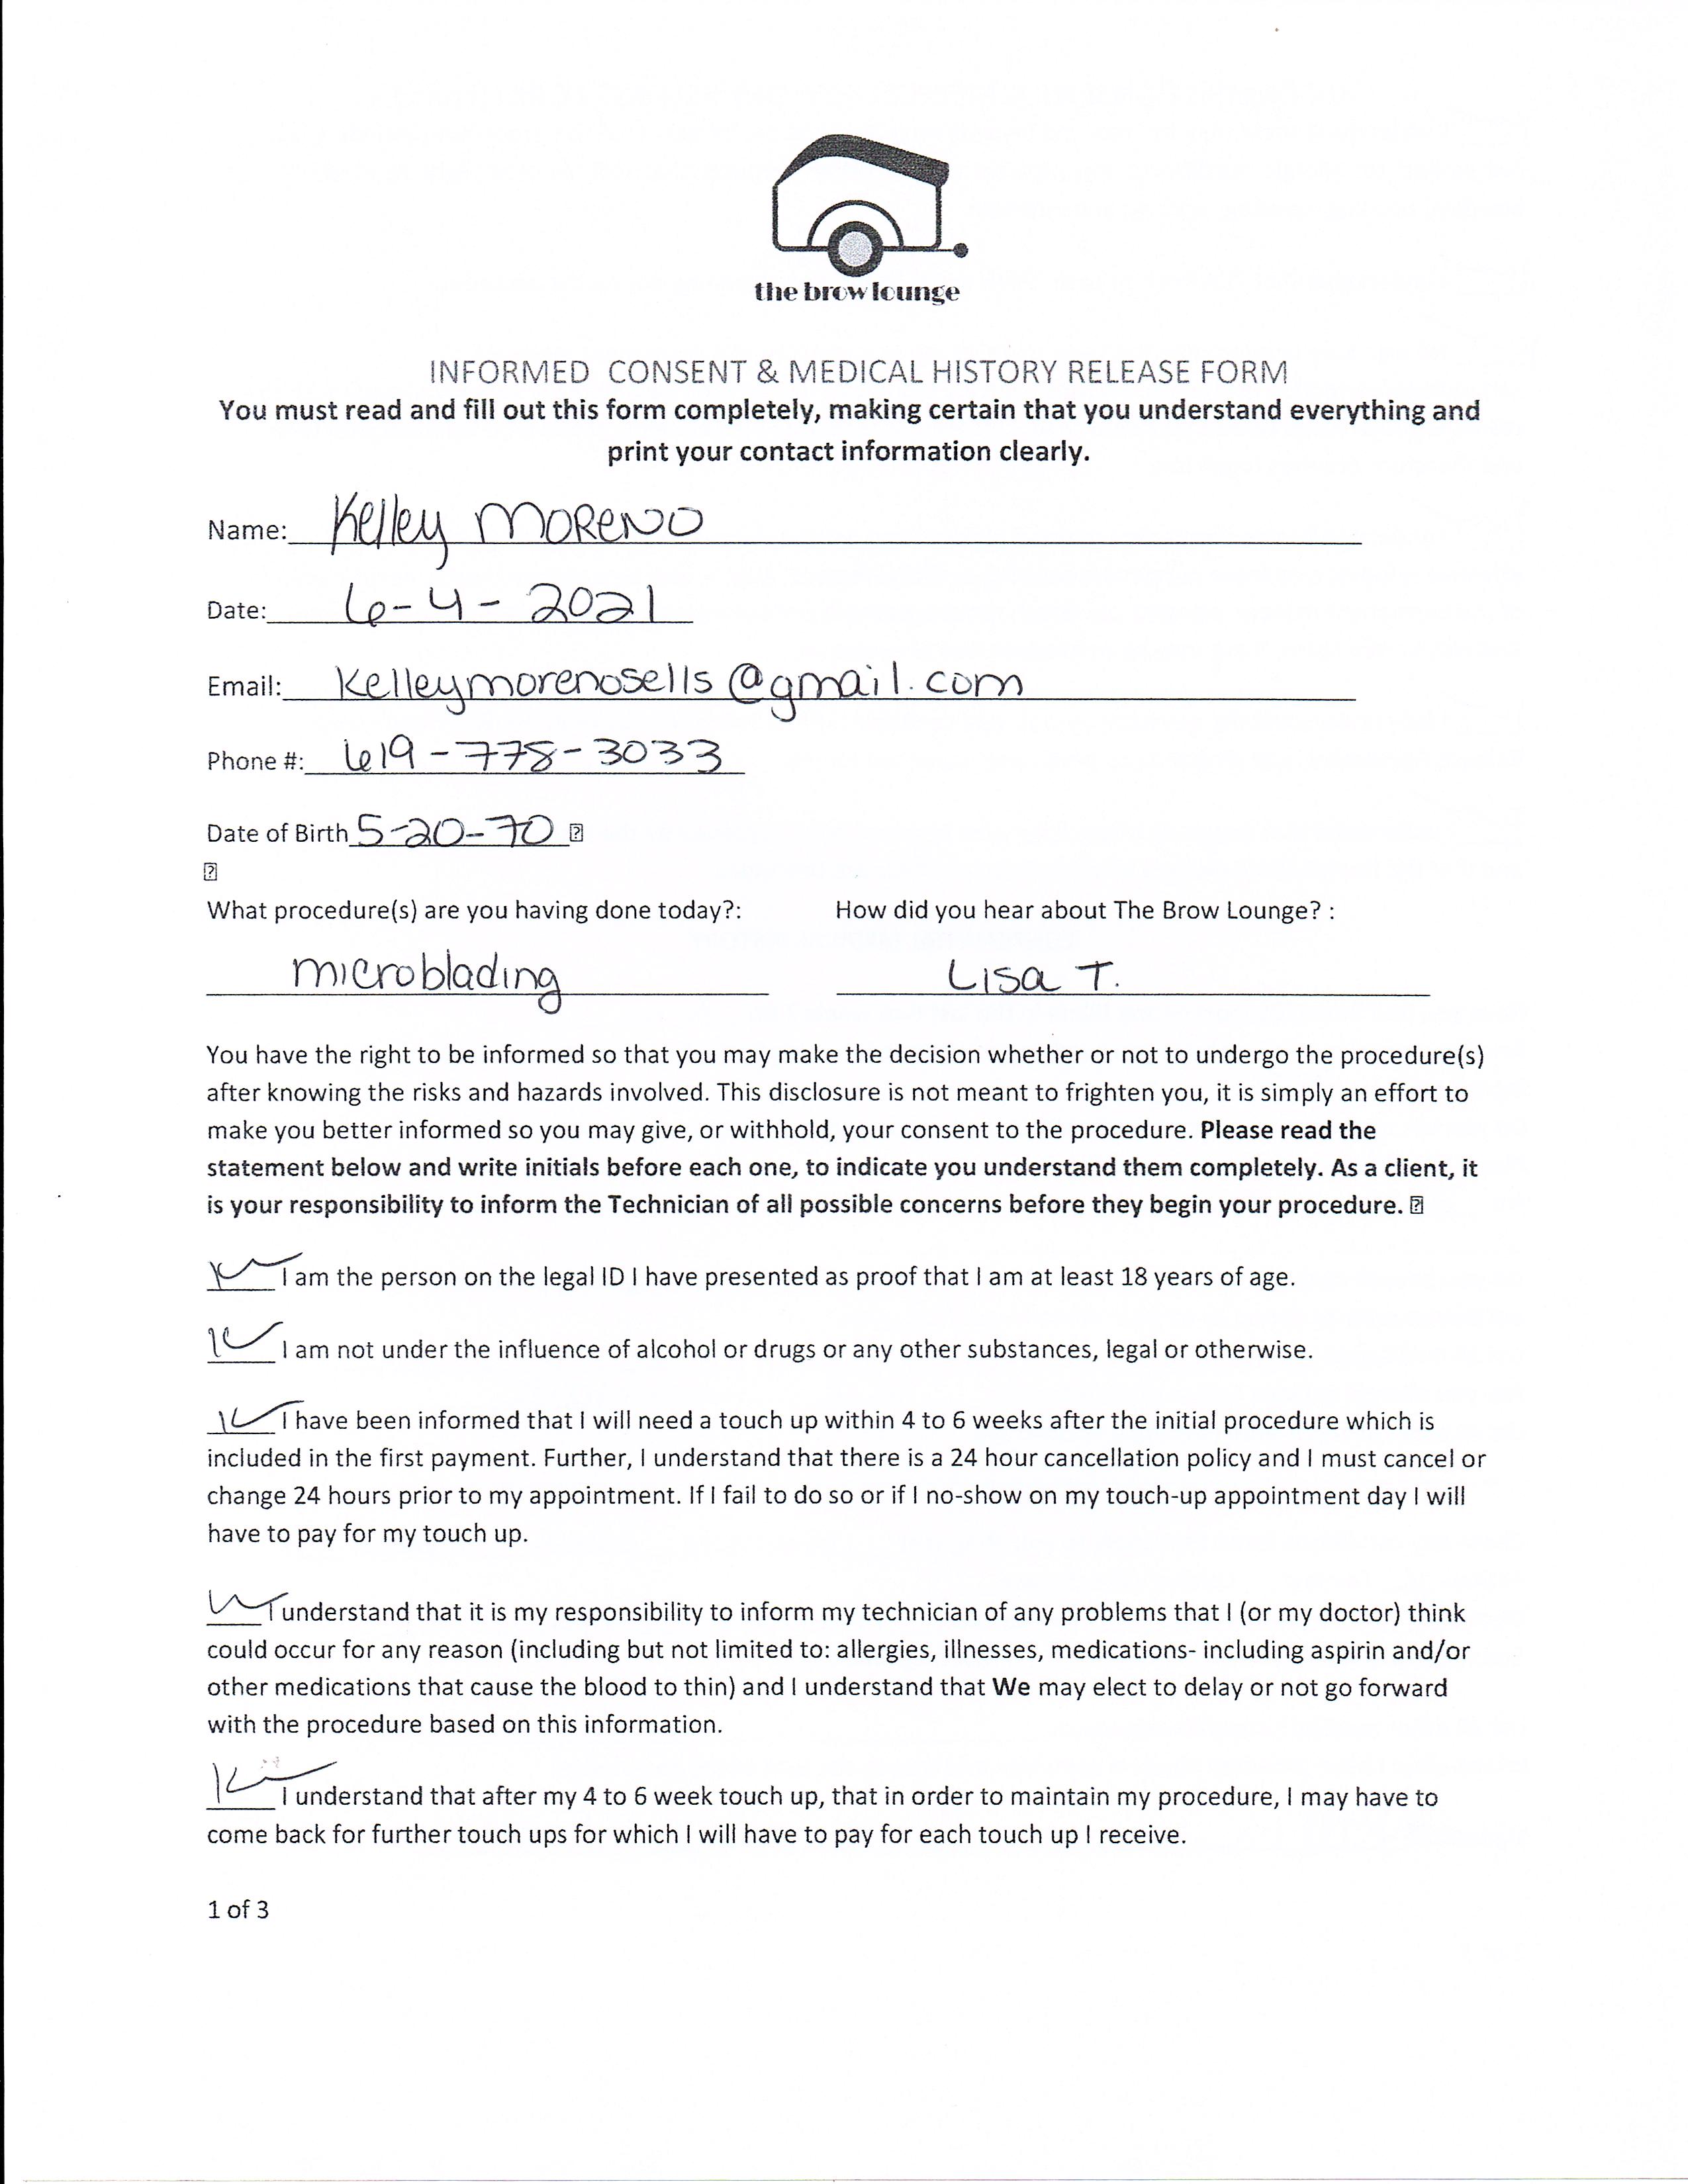 the brow lounge
INFORMED CONSENT & MEDICAL HISTORY RELEASE FORM
You must read and fill out this form completely, making certain that you understand everything and
print your contact information clearly.
Name: Kelley Moreno
Date: 6-4-2021
Email: Kelleymorenosells@gmail.com
Phone #: 619-778-3033
Date of Birth 5-20-70
What procedure(s) are you having done today?: How did you hear about The Brow Lounge? :
microblading Lisa T.
You have the right to be informed so that you may make the decision whether or not to undergo the procedure(s)
after knowing the risks and hazards involved. This disclosure is not meant to frighten you, it is simply an effort to
make you better informed so you may give, or withhold, your consent to the procedure. Please read the
statement below and write initials before each one, to indicate you understand them completely. As a client, it
is your responsibility to inform the Technician of all possible concerns before they begin your procedure.
I am the person on the legal ID I have presented as proof that I am at least 18 years of age.
I am not under the influence of alcohol or drugs or any other substances, legal or otherwise.
I have been informed that I will need a touch up within 4 to 6 weeks after the initial procedure which is
included in the first payment. Further, I understand that there is a 24 hour cancellation policy and I must cancel or
change 24 hours prior to my appointment. If I fail to do so or if I no-show on my touch-up appointment day I will
have to pay for my touch up.
I understand that it is my responsibility to inform my technician of any problems that I (or my doctor) think
could occur for any reason (including but not limited to: allergies, illnesses, medications- including aspirin and/or
other medications that cause the blood to thin) and I understand that We may elect to delay or not go forward
with the procedure based on this information.
I understand that after my 4 to 6 week touch up, that in order to maintain my procedure, I may have to
come back for further touch ups for which I will have to pay for each touch up I receive.
1 of 3